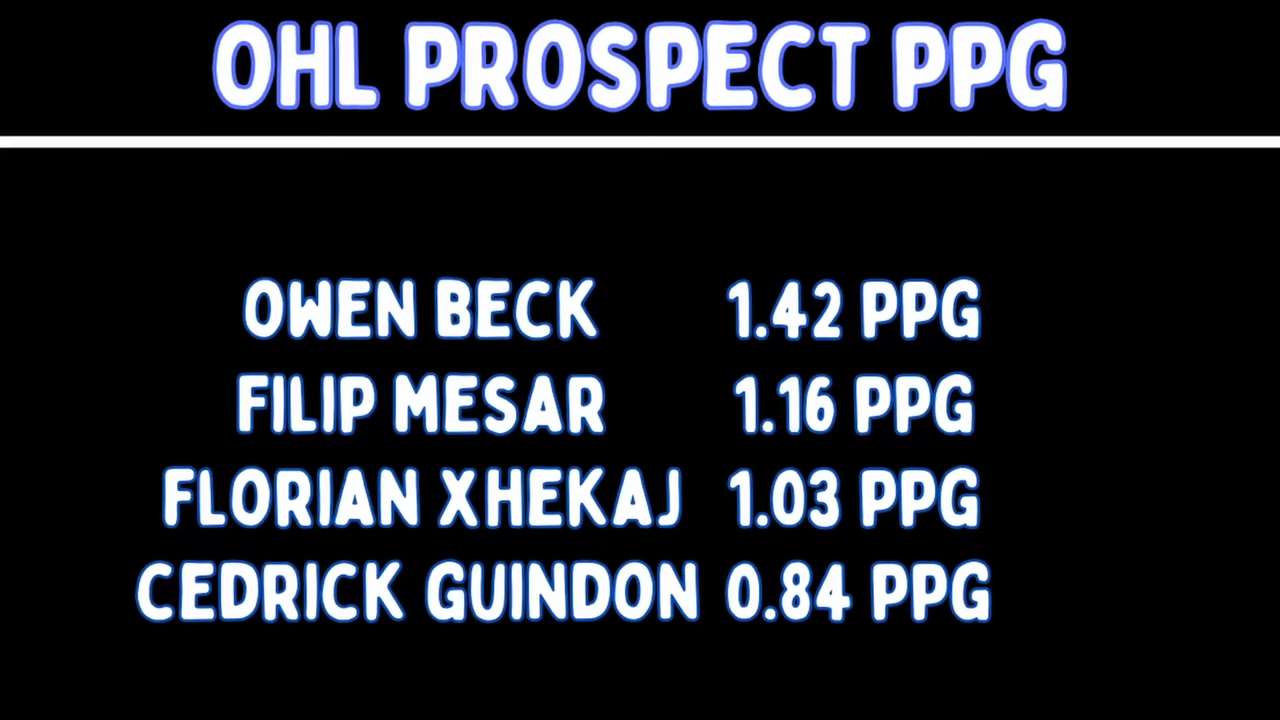 OHL PROSPECT PPG
OWEN BECK 1.42 PPG
FILIP MESAR 1.16 PPG
FLORIAN XHEKAJ 1.03 PPG
CEDRICK GUINDON 0.84 PPG